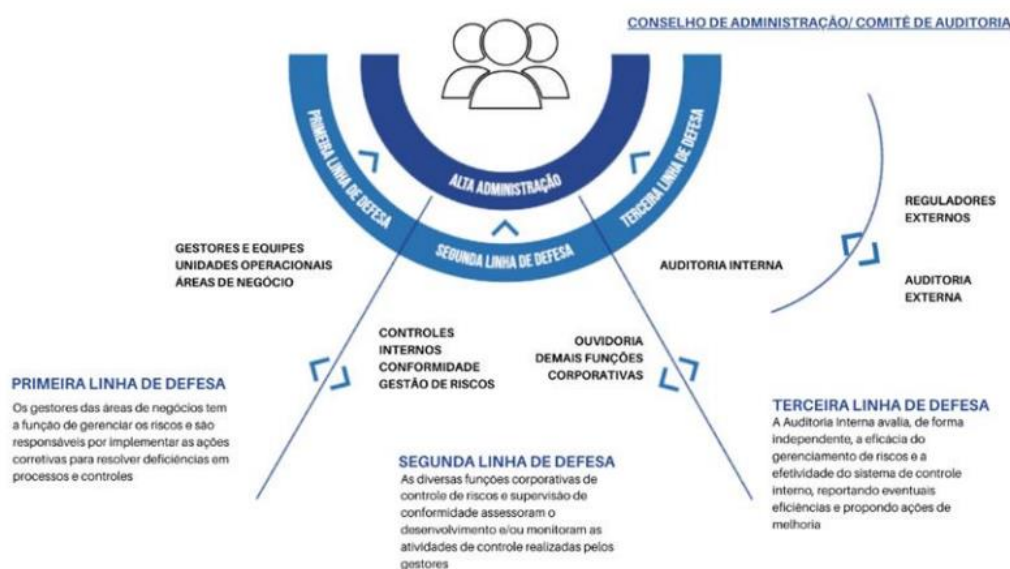 CONSELHO DE ADMINISTRAÇÃO/ COMITÊ DE AUDITORIA
PRIMEIRA LINHA DE DEFESA
ALTA ADMINISTRAÇÃO
SEGUNDA LINHA DE DEFESA
TERCEIRA LINHA DE DEFESA
GESTORES E EQUIPES
UNIDADES OPERACIONAIS
ÁREAS DE NEGÓCIO
CONTROLES
INTERNOS
CONFORMIDADE
GESTÃO DE RISCOS
OUVIDORIA
DEMAIS FUNÇÕES
CORPORATIVAS
AUDITORIA INTERNA
REGULADORES
EXTERNOS
AUDITORIA
EXTERNA
PRIMEIRA LINHA DE DEFESA
Os gestores das áreas de negócios tem
a função de gerenciar os riscos e são
responsáveis por implementar as ações
corretivas para resolver deficiências em
processos e controles
SEGUNDA LINHA DE DEFESA
As diversas funções corporativas de
controle de riscos e supervisão de
conformidade assessoram o
desenvolvimento e/ou monitoram as
atividades de controle realizadas pelos
gestores
TERCEIRA LINHA DE DEFESA
A Auditoria Interna avalia, de forma
independente, a eficácia do
gerenciamento de riscos e a
efetividade do sistema de controle
interno, reportando eventuais
eficiências e propondo ações de
melhoria